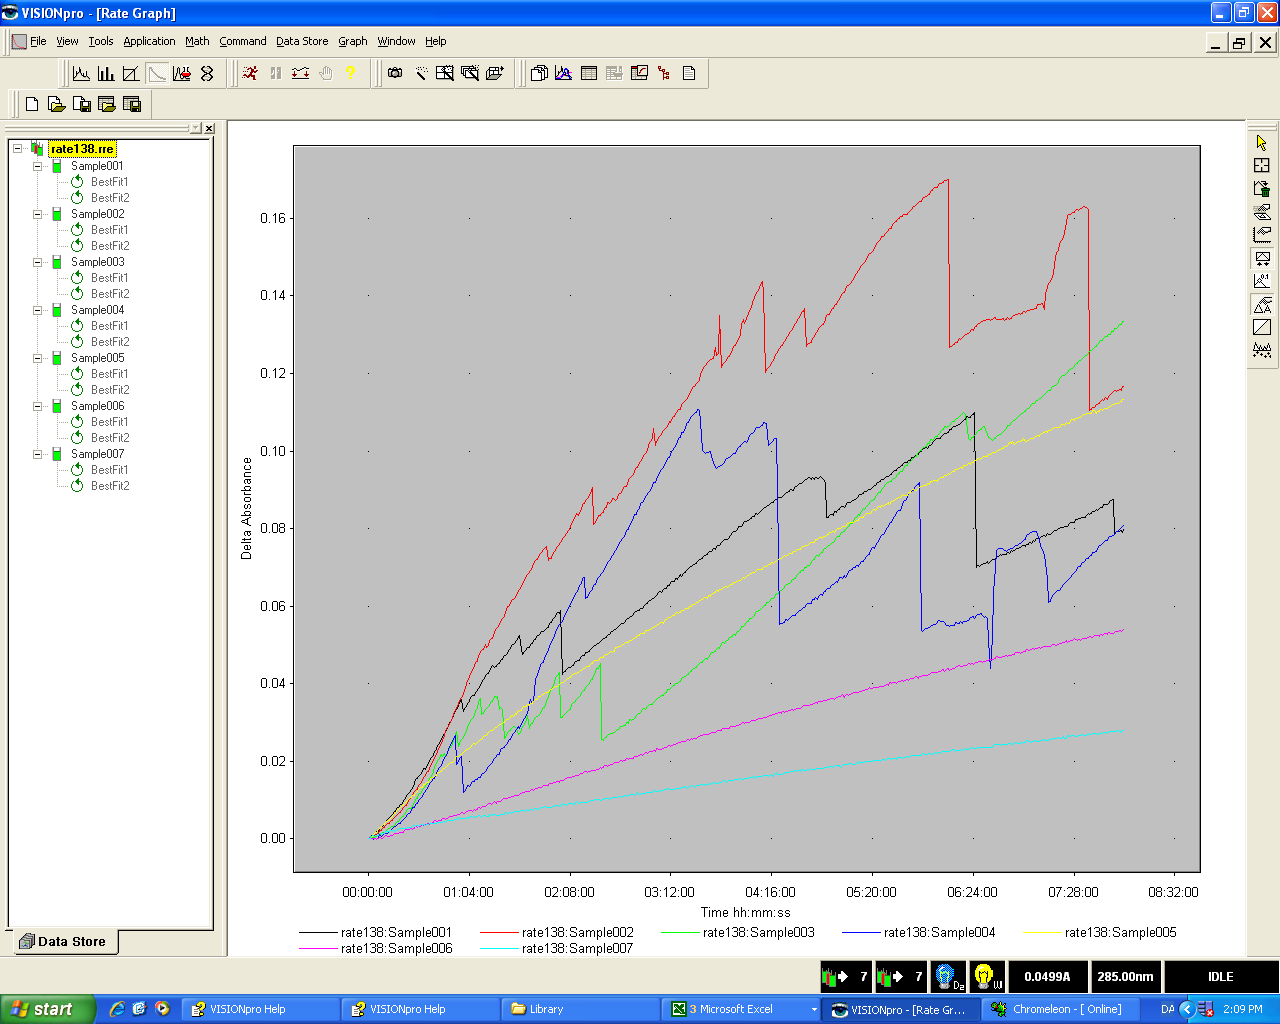 VISIONpro - [Rate Graph]
File View Tools Application Math Command Data Store Graph Window Help
rate138.rre
Sample001
BestFit1
BestFit2
Sample002
BestFit1
BestFit2
Sample003
BestFit1
BestFit2
Sample004
BestFit1
BestFit2
Sample005
BestFit1
BestFit2
Sample006
BestFit1
BestFit2
Sample007
BestFit1
BestFit2
Data Store
Delta Absorbance
0.16
0.14
0.12
0.10
0.08
0.06
0.04
0.02
0.00
00:00:00 01:04:00 02:08:00 03:12:00 04:16:00 05:20:00 06:24:00 07:28:00 08:32:00
Time hh:mm:ss
rate138:Sample001 rate138:Sample002 rate138:Sample003 rate138:Sample004 rate138:Sample005
rate138:Sample006 rate138:Sample007
7 7 D2 W 0.0499A 285.00nm IDLE
start VISIONpro Help VISIONpro Help Library 3 Microsoft Excel VISIONpro - [Rate Gr... Chromeleon - [ Online] DA 2:09 PM